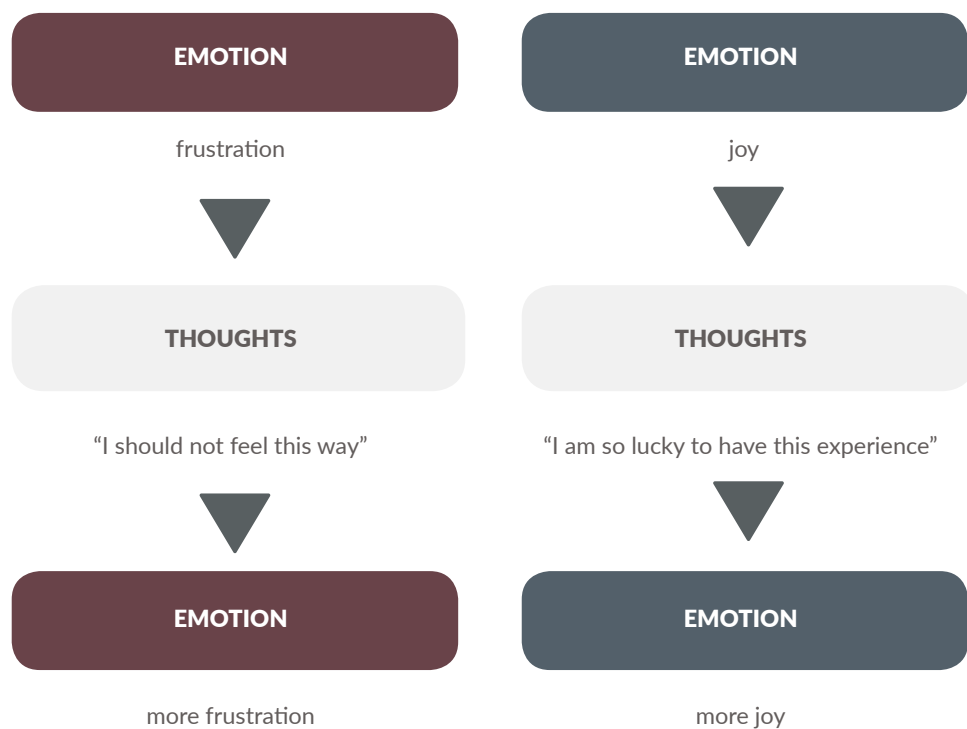 EMOTION
frustration
THOUGHTS
“I should not feel this way”
EMOTION
more frustration
EMOTION
joy
THOUGHTS
“I am so lucky to have this experience”
EMOTION
more joy